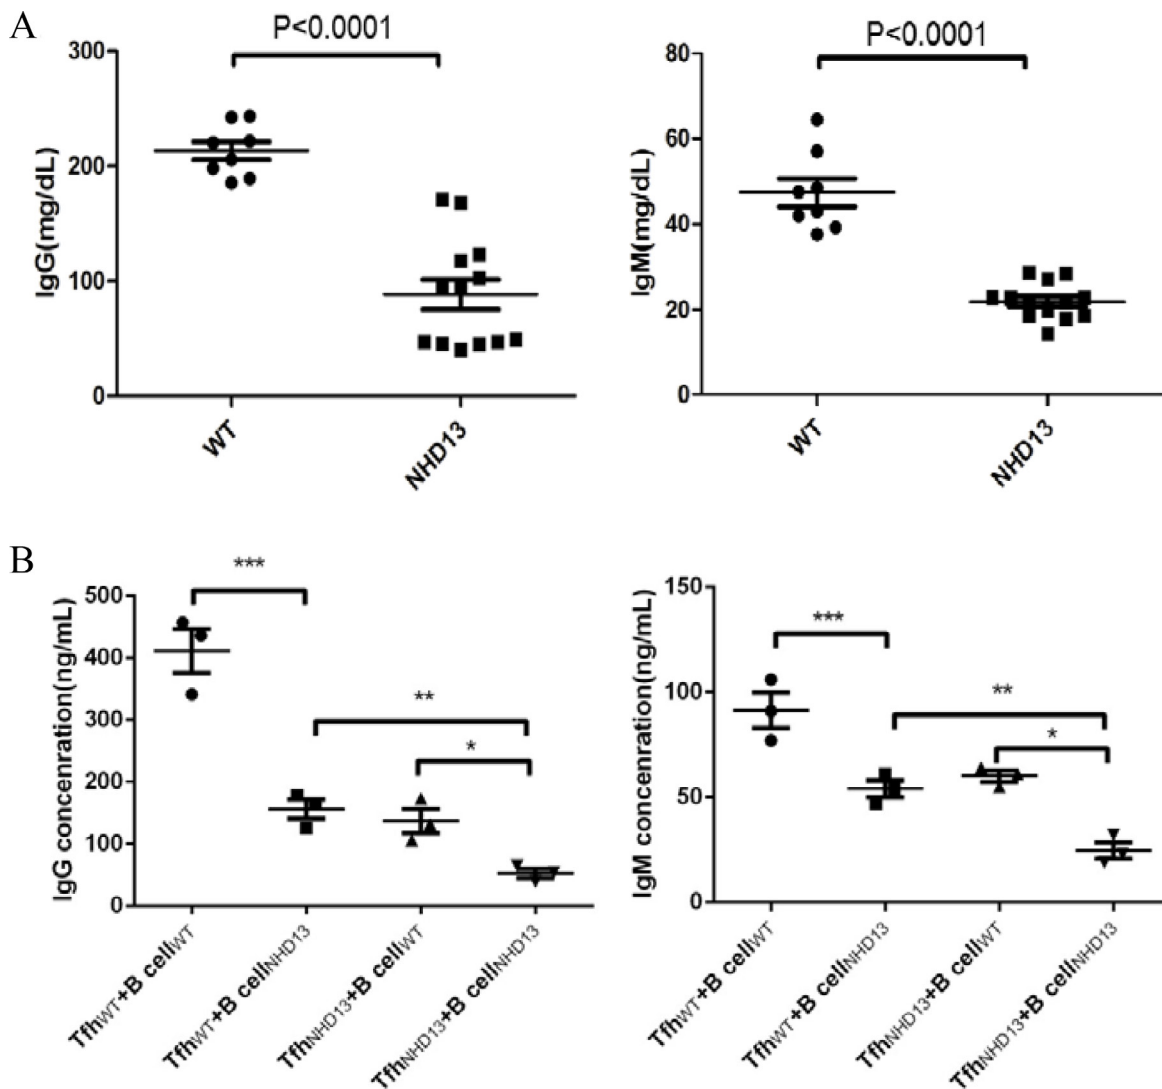 A
P<0.0001
IgG(mg/dL)
300
200
100
0
WT
NHD13
P<0.0001
IgM(mg/dL)
80
60
40
20
0
WT
NHD13
B
***
**
*
IgG concenration(ng/mL)
500
400
300
200
100
0
TfhWT+B cellWT
TfhWT+B cellNHD13
TfhNHD13+B cellWT
TfhNHD13+B cellNHD13
***
**
*
IgM concenration(ng/mL)
150
100
50
0
TfhWT+B cellWT
TfhWT+B cellNHD13
TfhNHD13+B cellWT
TfhNHD13+B cellNHD13